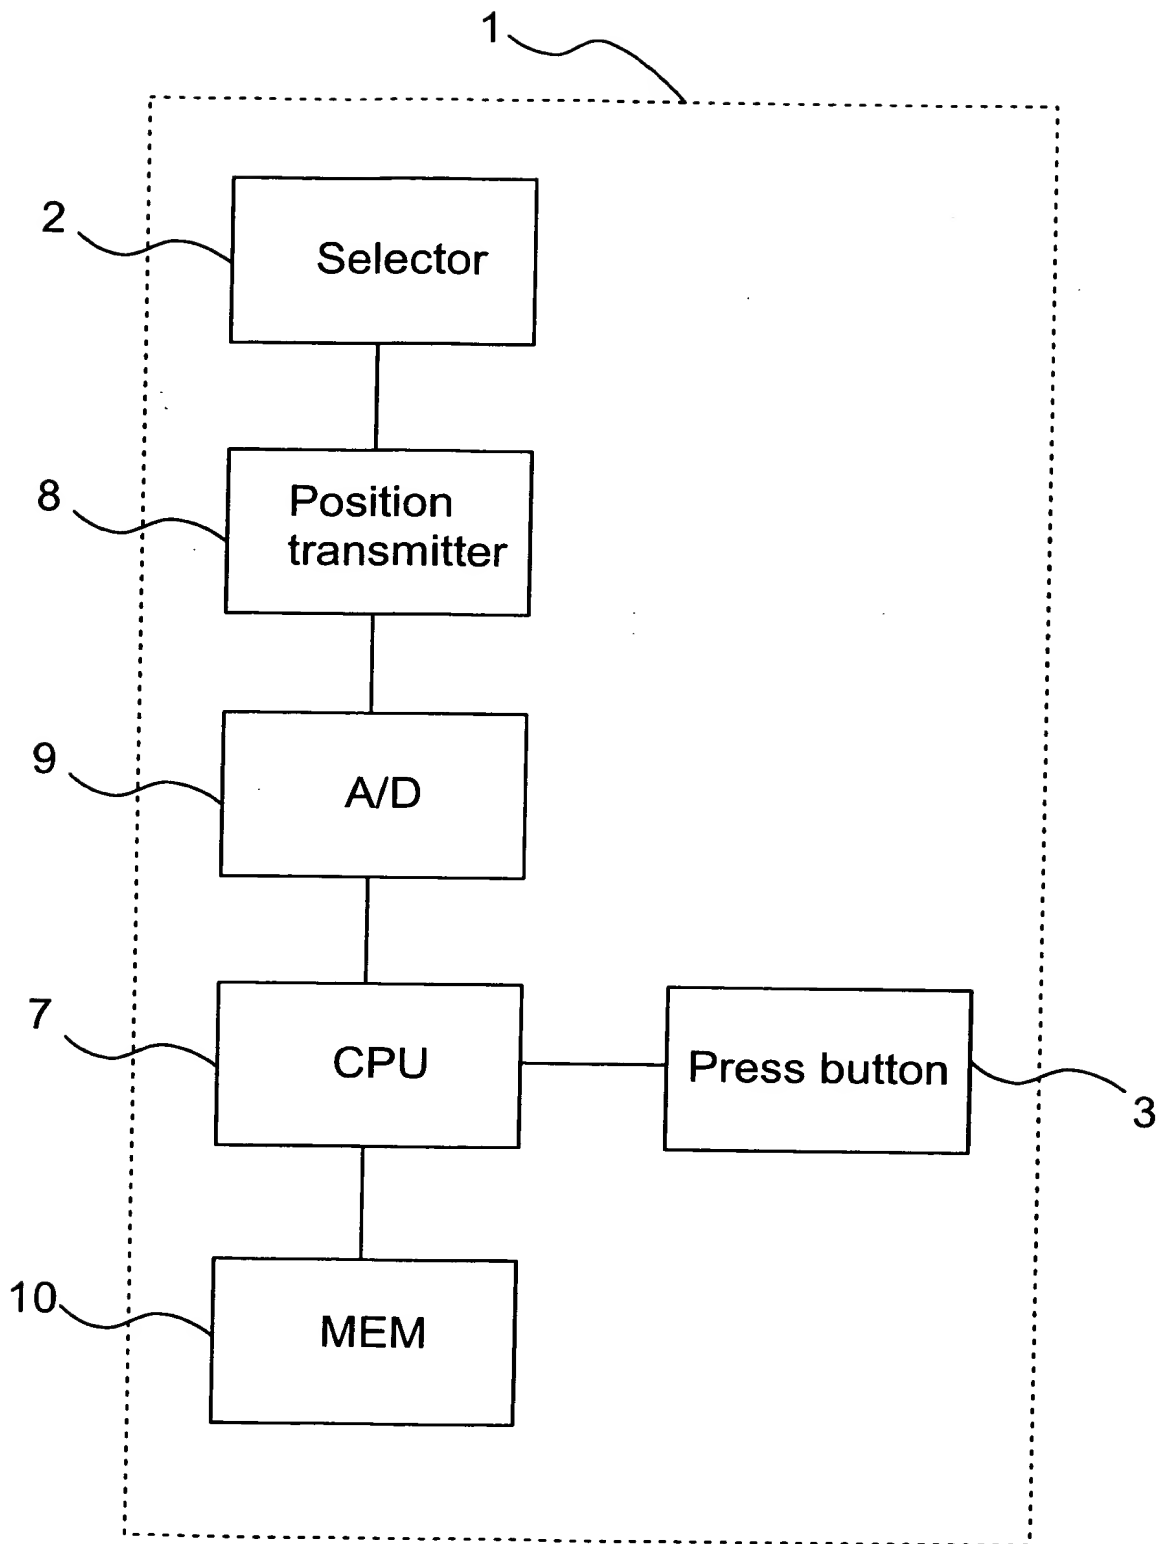 1
2
Selector
8
Position
transmitter
9
A/D
7
CPU
Press button
3
10
MEM